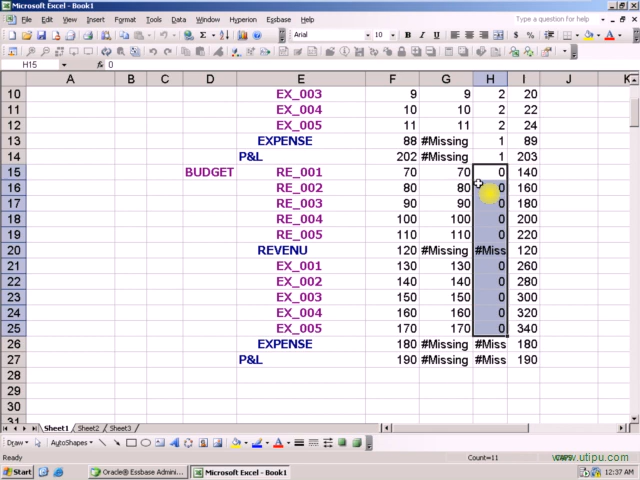 Microsoft Excel - Book1
File Edit View Insert Format Tools Data Window Hyperion Essbase Help Type a question for help
Arial 10 B I U
H15 fx 0
A B C D E F G H I J K
10 EX_003 9 9 2 20
11 EX_004 10 10 2 22
12 EX_005 11 11 2 24
13 EXPENSE 88 #Missing 1 89
14 P&L 202 #Missing 1 203
15 BUDGET RE_001 70 70 0 140
16 RE_002 80 80 0 160
17 RE_003 90 90 0 180
18 RE_004 100 100 0 200
19 RE_005 110 110 0 220
20 REVENU 120 #Missing #Miss 120
21 EX_001 130 130 0 260
22 EX_002 140 140 0 280
23 EX_003 150 150 0 300
24 EX_004 160 160 0 320
25 EX_005 170 170 0 340
26 EXPENSE 180 #Missing #Miss 180
27 P&L 190 #Missing #Miss 190
28
29
30
31
Sheet1 Sheet2 Sheet3
Draw AutoShapes
Ready Count=11
www.utipu.com
Start Oracle® Essbase Admini... Microsoft Excel - Book1 12:37 AM